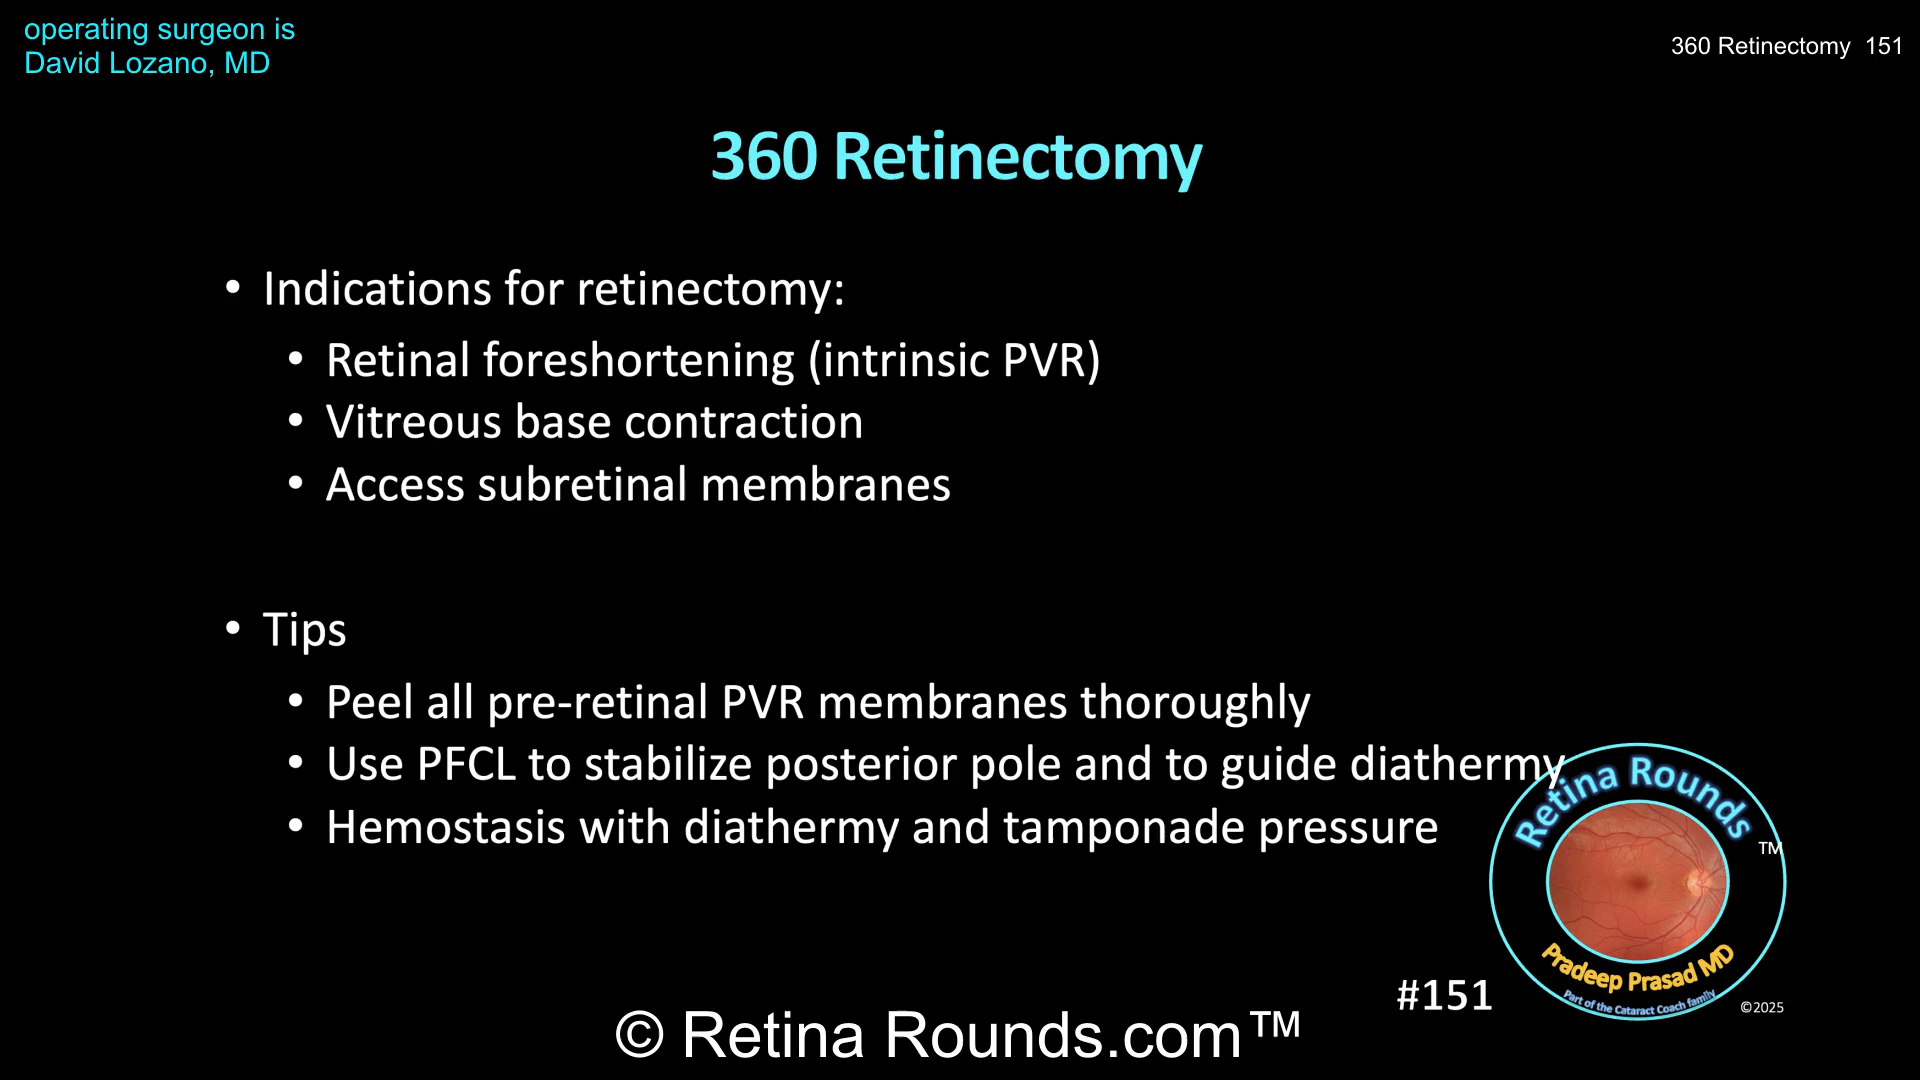 operating surgeon is
David Lozano, MD
360 Retinectomy 151
360 Retinectomy
• Indications for retinectomy:
• Retinal foreshortening (intrinsic PVR)
• Vitreous base contraction
• Access subretinal membranes
• Tips
• Peel all pre-retinal PVR membranes thoroughly
• Use PFCL to stabilize posterior pole and to guide diathermy
• Hemostasis with diathermy and tamponade pressure
Retina Rounds
TM
Pradeep Prasad MD
Part of the Cataract Coach family
#151
©2025
© Retina Rounds.com™